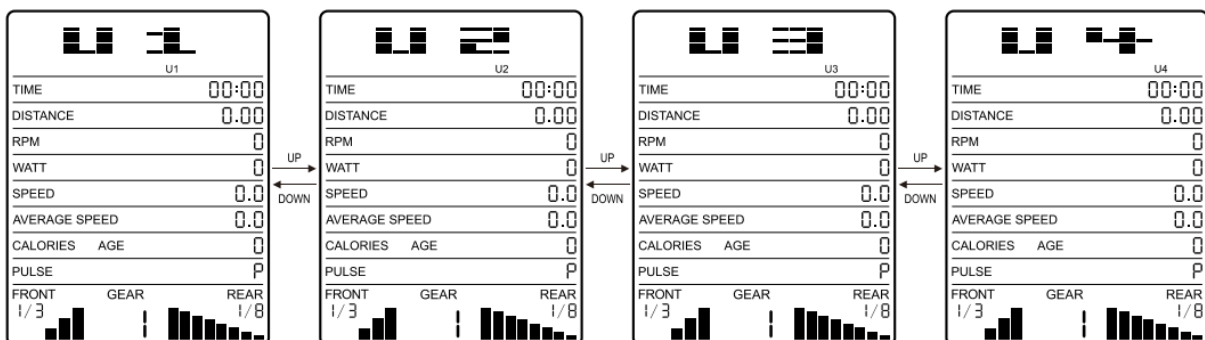 U 1 U 2 U 3 U 4
U1 U2 U3 U4
TIME 00:00 TIME 00:00 TIME 00:00 TIME 00:00
DISTANCE 0.00 DISTANCE 0.00 DISTANCE 0.00 DISTANCE 0.00
RPM 0 RPM 0 RPM 0 RPM 0
UP UP UP
WATT 0 WATT 0 WATT 0 WATT 0
SPEED 0.0 SPEED 0.0 SPEED 0.0 SPEED 0.0
DOWN DOWN DOWN
AVERAGE SPEED 0.0 AVERAGE SPEED 0.0 AVERAGE SPEED 0.0 AVERAGE SPEED 0.0
CALORIES AGE 0 CALORIES AGE 0 CALORIES AGE 0 CALORIES AGE 0
PULSE P PULSE P PULSE P PULSE P
FRONT GEAR REAR FRONT GEAR REAR FRONT GEAR REAR FRONT GEAR REAR
1/3 1/8 1/3 1/8 1/3 1/8 1/3 1/8
1 1 1 1